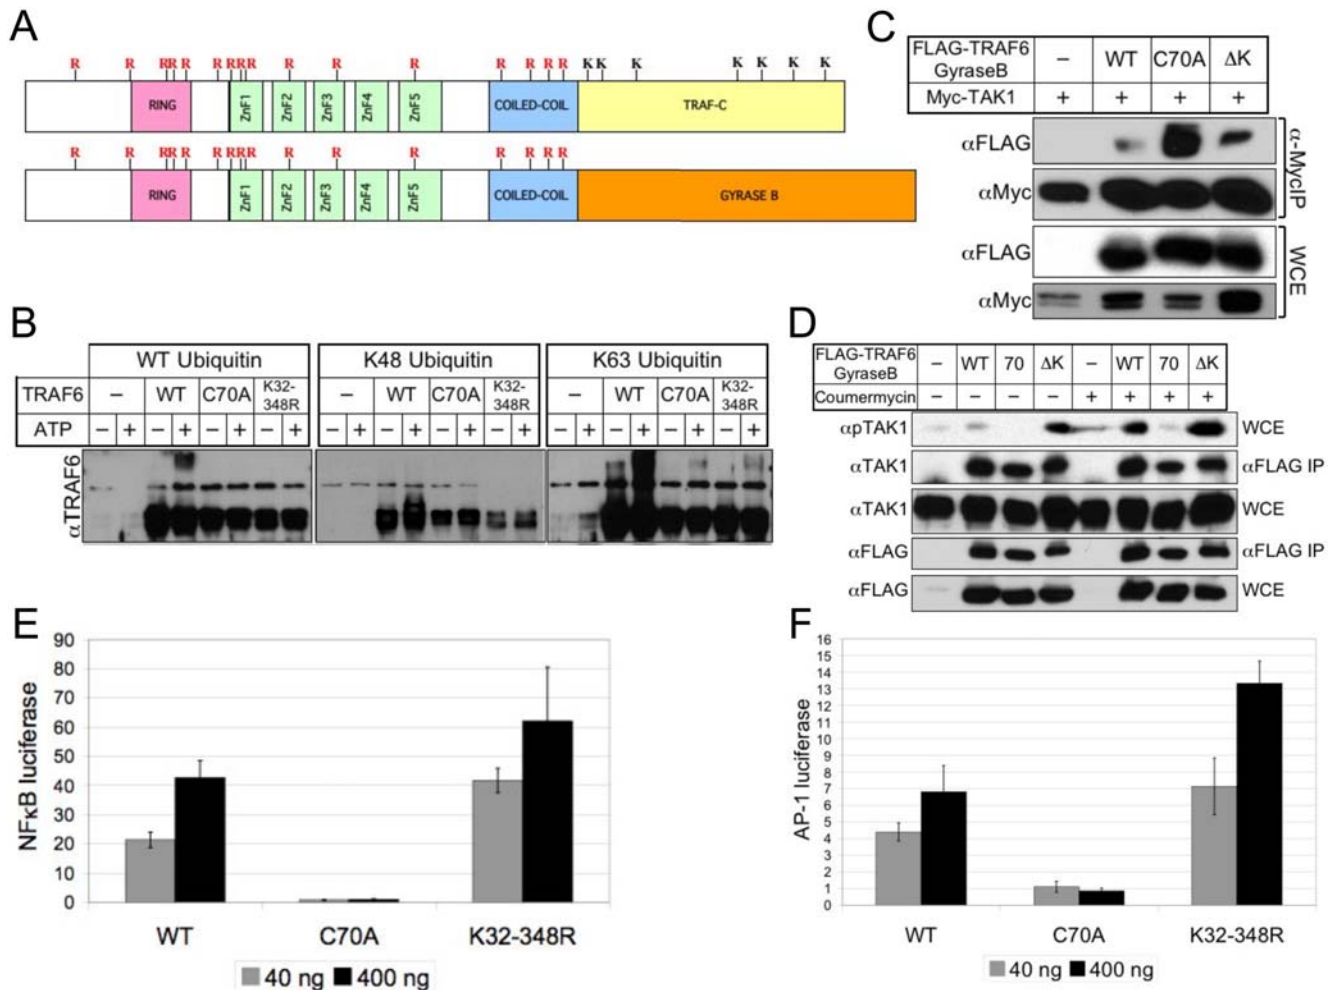 A
R R RR R R RRR R R R R R R R K K K K K K K
RING ZnF1 ZnF2 ZnF3 ZnF4 ZnF5 COILED-COIL TRAF-C
R R RR R R RRR R R R R R R R
RING ZnF1 ZnF2 ZnF3 ZnF4 ZnF5 COILED-COIL GYRASE B
C
FLAG-TRAF6
GyraseB
– WT C70A ΔK
Myc-TAK1 + + + +
αFLAG
αMyc
α-MycIP
αFLAG
αMyc
WCE
B
WT Ubiquitin K48 Ubiquitin K63 Ubiquitin
TRAF6 – WT C70A K32-348R – WT C70A K32-348R – WT C70A K32-348R
ATP – + – + – + – + – + – + – + – + – + – + – + – +
αTRAF6
D
FLAG-TRAF6
GyraseB
– WT 70 ΔK – WT 70 ΔK
Coumermycin – – – – + + + +
αpTAK1 WCE
αTAK1 αFLAG IP
αTAK1 WCE
αFLAG αFLAG IP
αFLAG WCE
E
NFκB luciferase
90
80
70
60
50
40
30
20
10
0
WT C70A K32-348R
40 ng 400 ng
F
AP-1 luciferase
16
15
14
13
12
11
10
9
8
7
6
5
4
3
2
1
0
WT C70A K32-348R
40 ng 400 ng